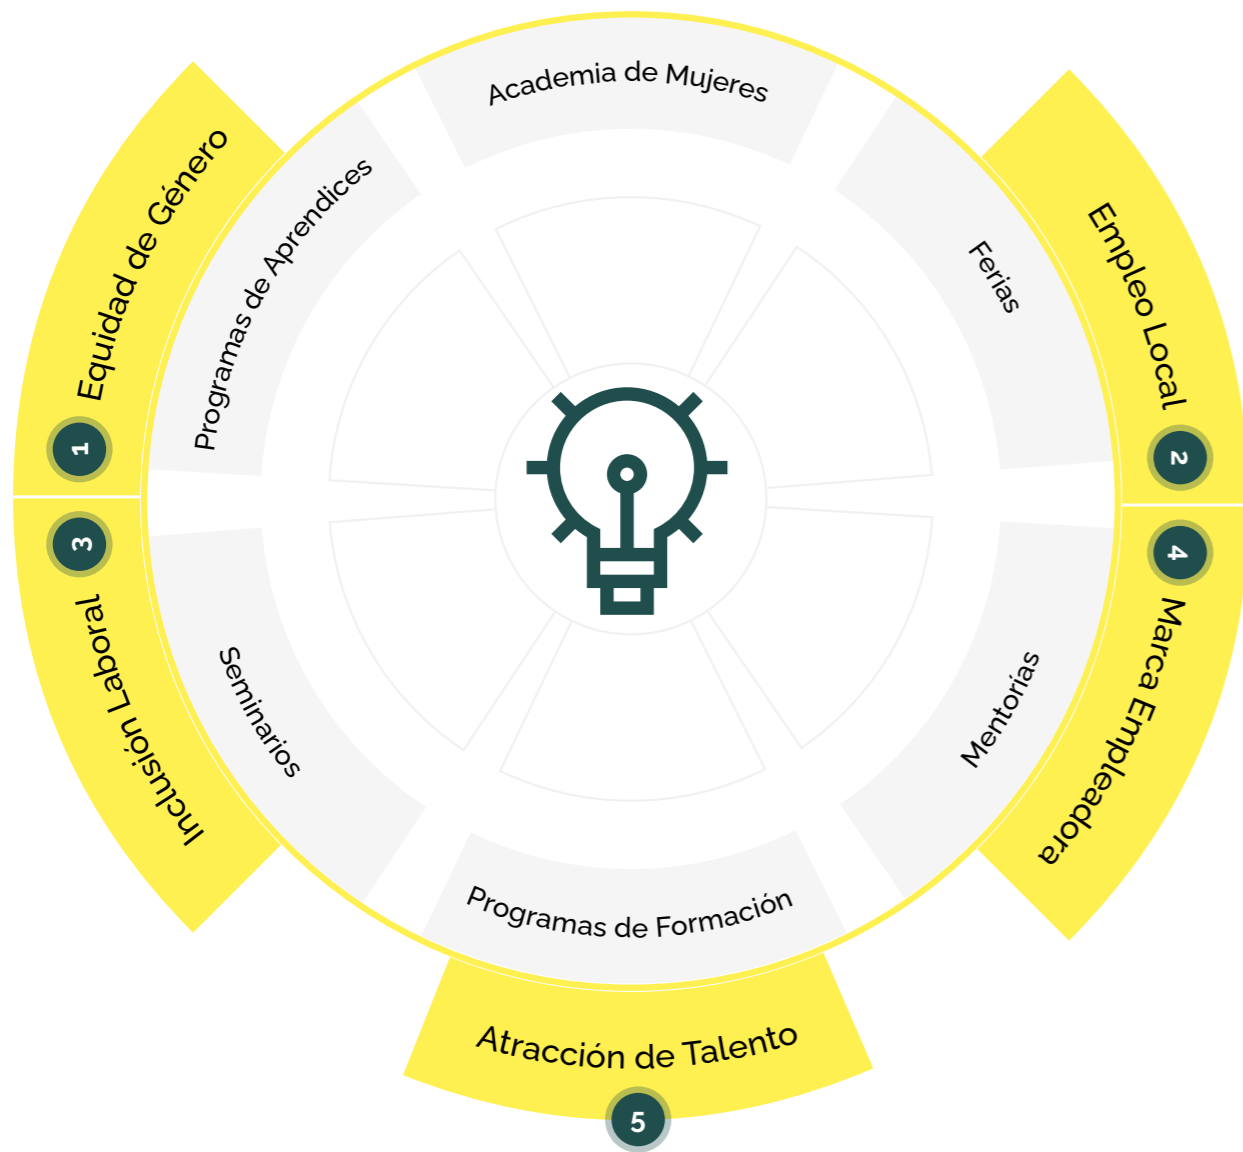 Academia de Mujeres
Programas de Aprendices
Ferias
Seminarios
Mentorías
Programas de Formación
1 Equidad de Género
2 Empleo Local
3 Inclusión Laboral
4 Marca Empleadora
5 Atracción de Talento